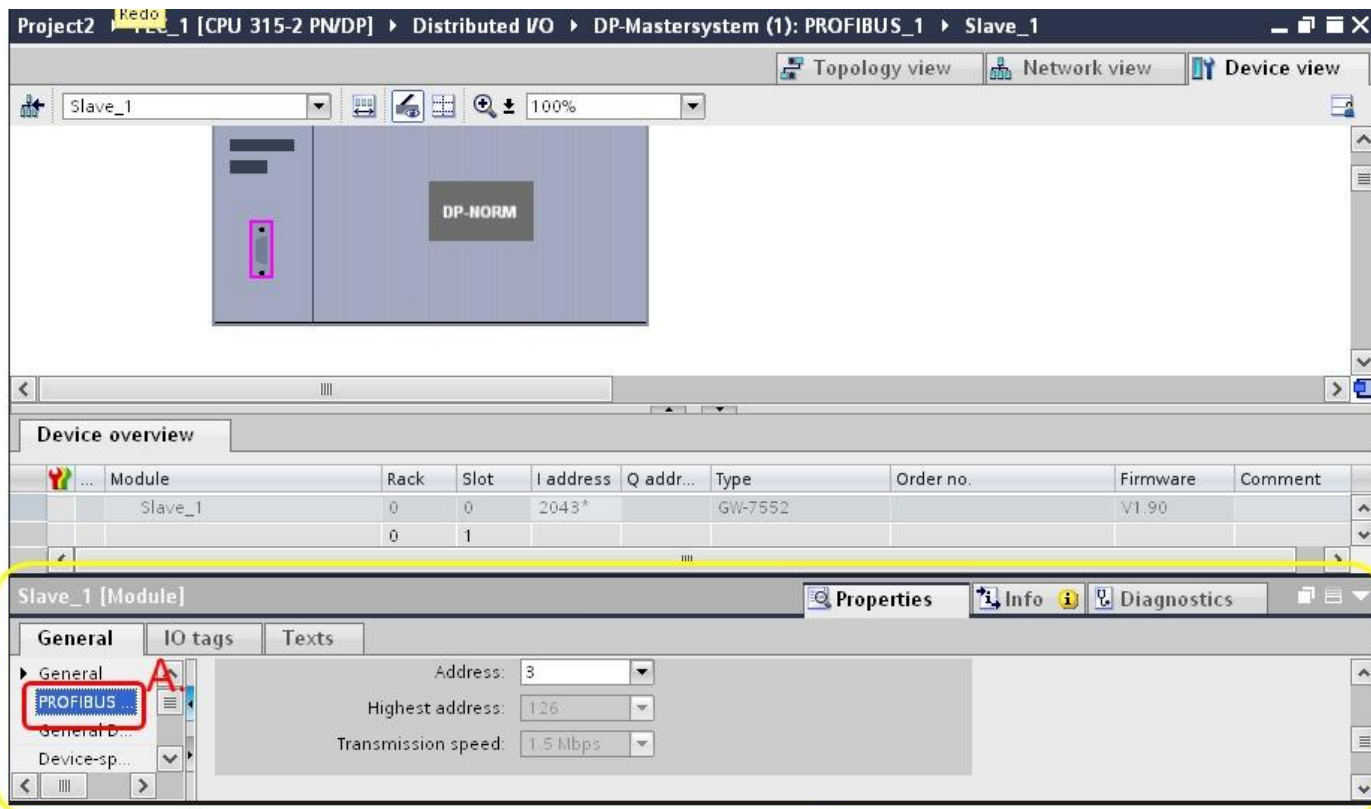 Redo
Project2 ▸ PLC_1 [CPU 315-2 PN/DP] ▸ Distributed I/O ▸ DP-Mastersystem (1): PROFIBUS_1 ▸ Slave_1
Topology view Network view Device view
Slave_1 100%
DP-NORM
Device overview
... Module Rack Slot I address Q addr... Type Order no. Firmware Comment
Slave_1 0 0 2043* GW-7552 V1.90
0 1
Slave_1 [Module] Properties Info Diagnostics
General IO tags Texts
General A. Address: 3
PROFIBUS ... Highest address: 126
General D... Transmission speed: 1.5 Mbps
Device-sp...